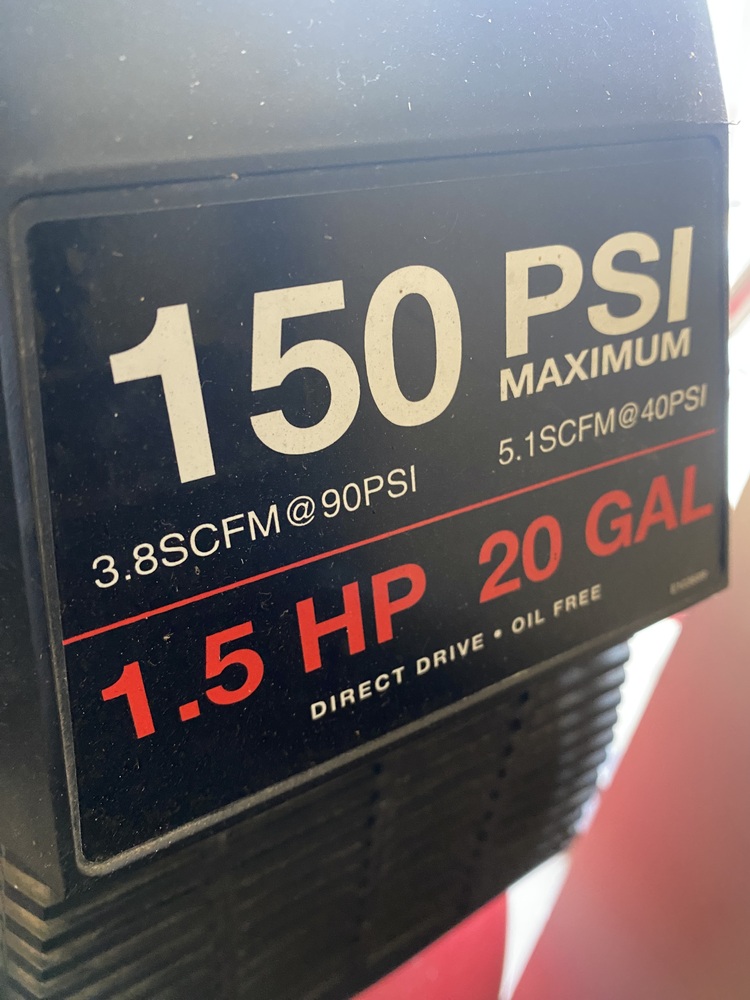 150 PSI
MAXIMUM
3.8SCFM@90PSI 5.1SCFM@40PSI
1.5 HP 20 GAL
DIRECT DRIVE • OIL FREE